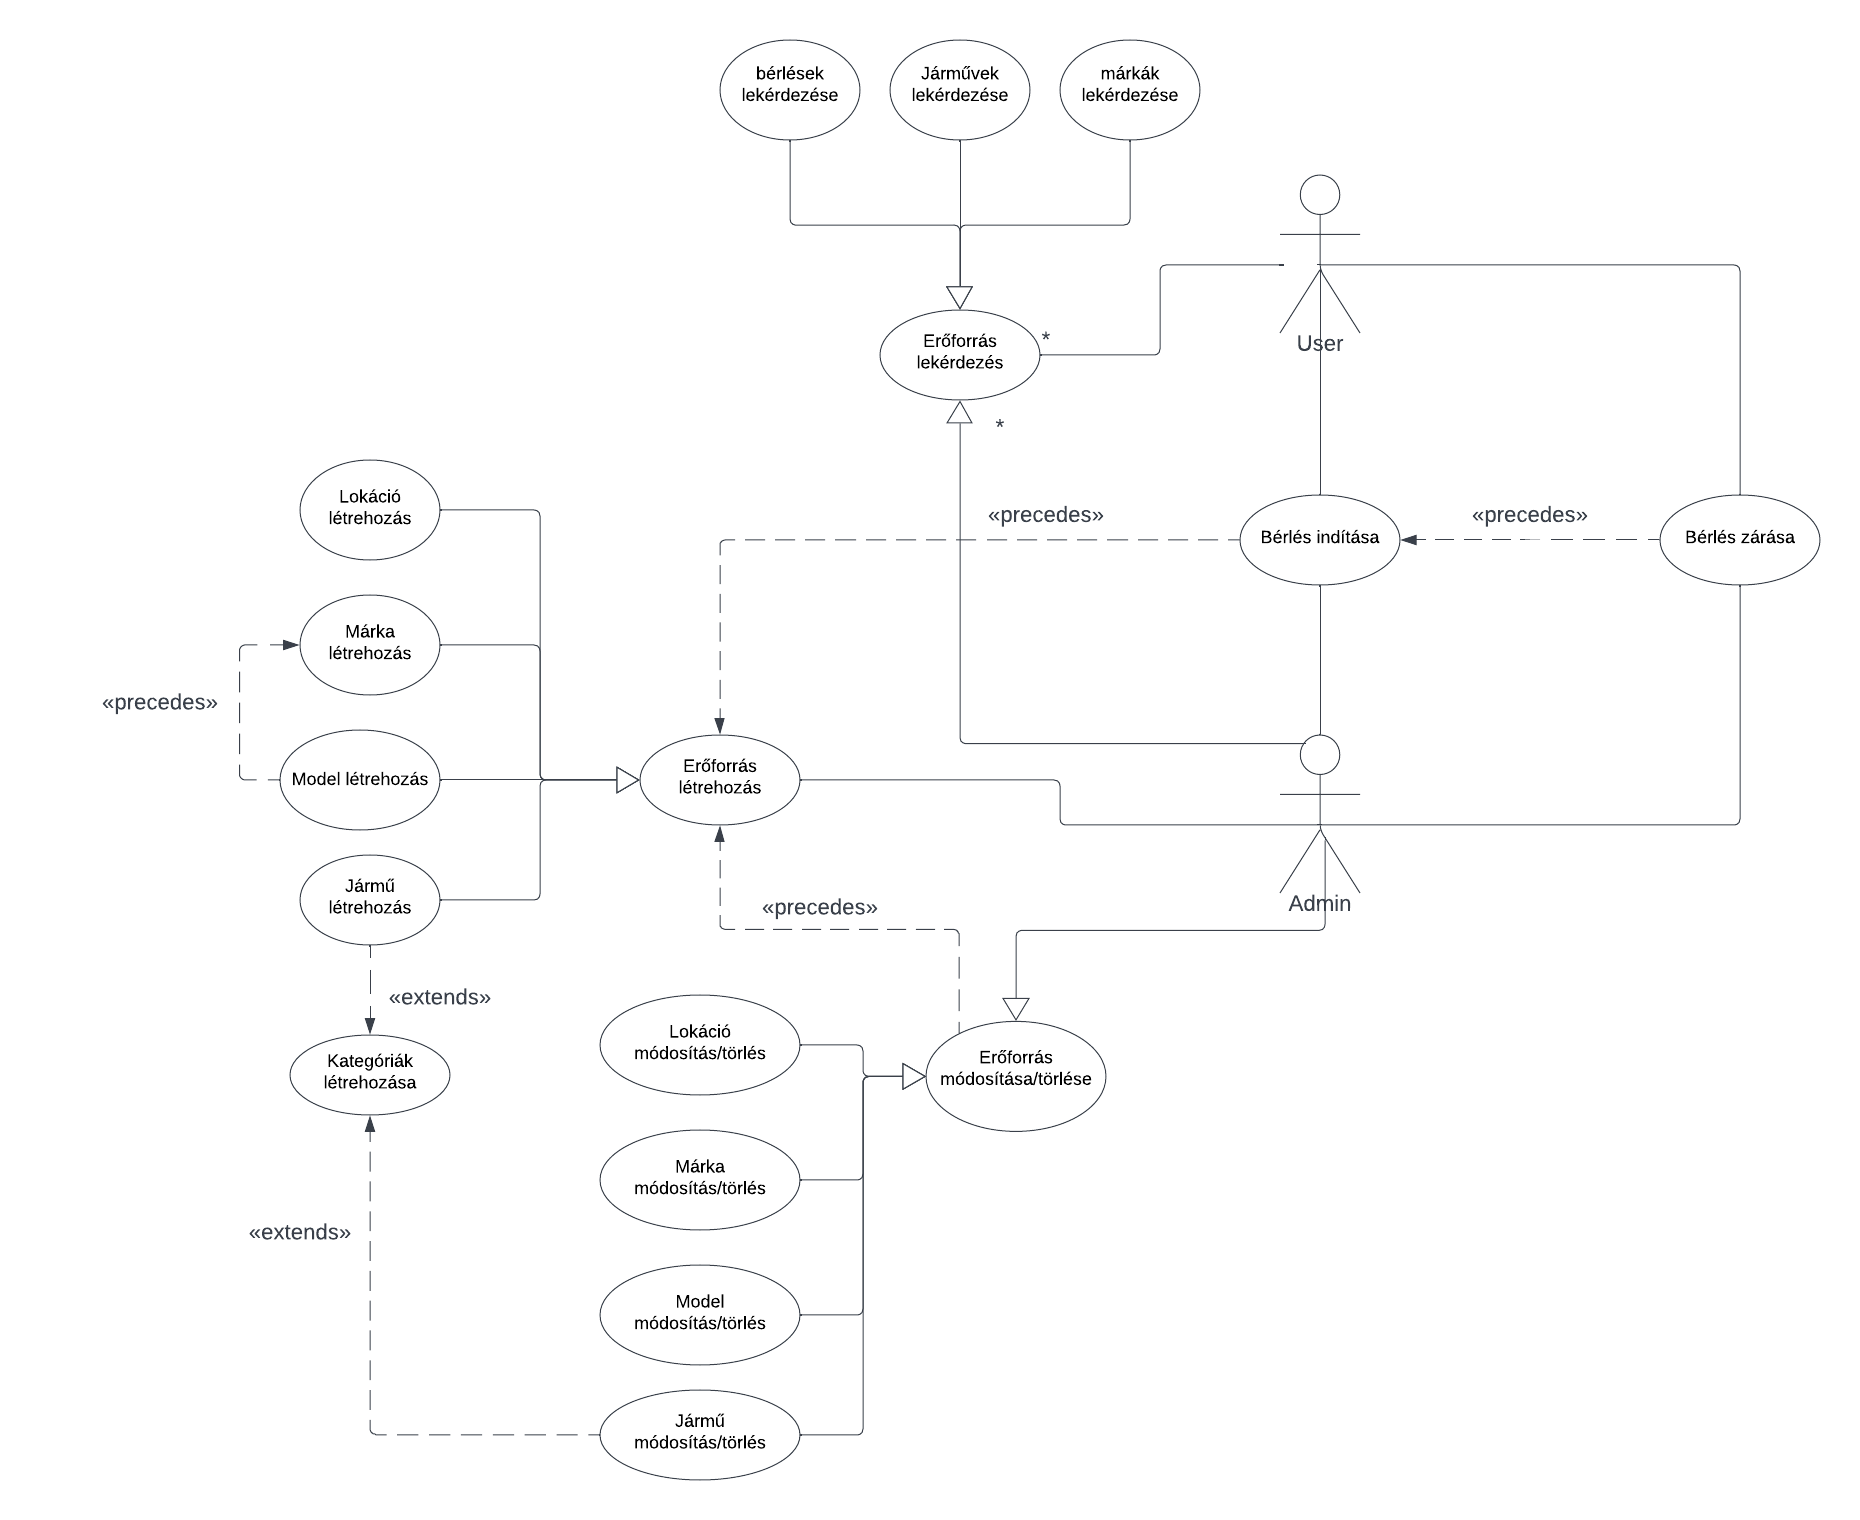 bérlések
lekérdezése
Járművek
lekérdezése
márkák
lekérdezése
User
Erőforrás
lekérdezés
*
*
Lokáció
létrehozás
«precedes»
«precedes»
Bérlés indítása
Bérlés zárása
Márka
létrehozás
«precedes»
Model létrehozás
Erőforrás
létrehozás
Jármű
létrehozás
«precedes»
Admin
«extends»
Kategóriák
létrehozása
Lokáció
módosítás/törlés
Erőforrás
módosítása/törlése
Márka
módosítás/törlés
«extends»
Model
módosítás/törlés
Jármű
módosítás/törlés